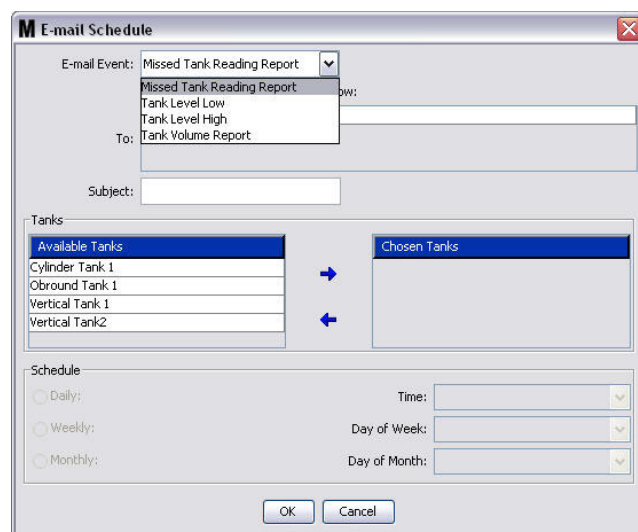 M E-mail Schedule
E-mail Event: Missed Tank Reading Report
Missed Tank Reading Report
Tank Level Low
Tank Level High
Tank Volume Report
To:
Subject:
Tanks
Available Tanks
Chosen Tanks
Cylinder Tank 1
Obround Tank 1
Vertical Tank 1
Vertical Tank2
Schedule
Daily:
Time:
Weekly:
Day of Week:
Monthly:
Day of Month:
OK
Cancel